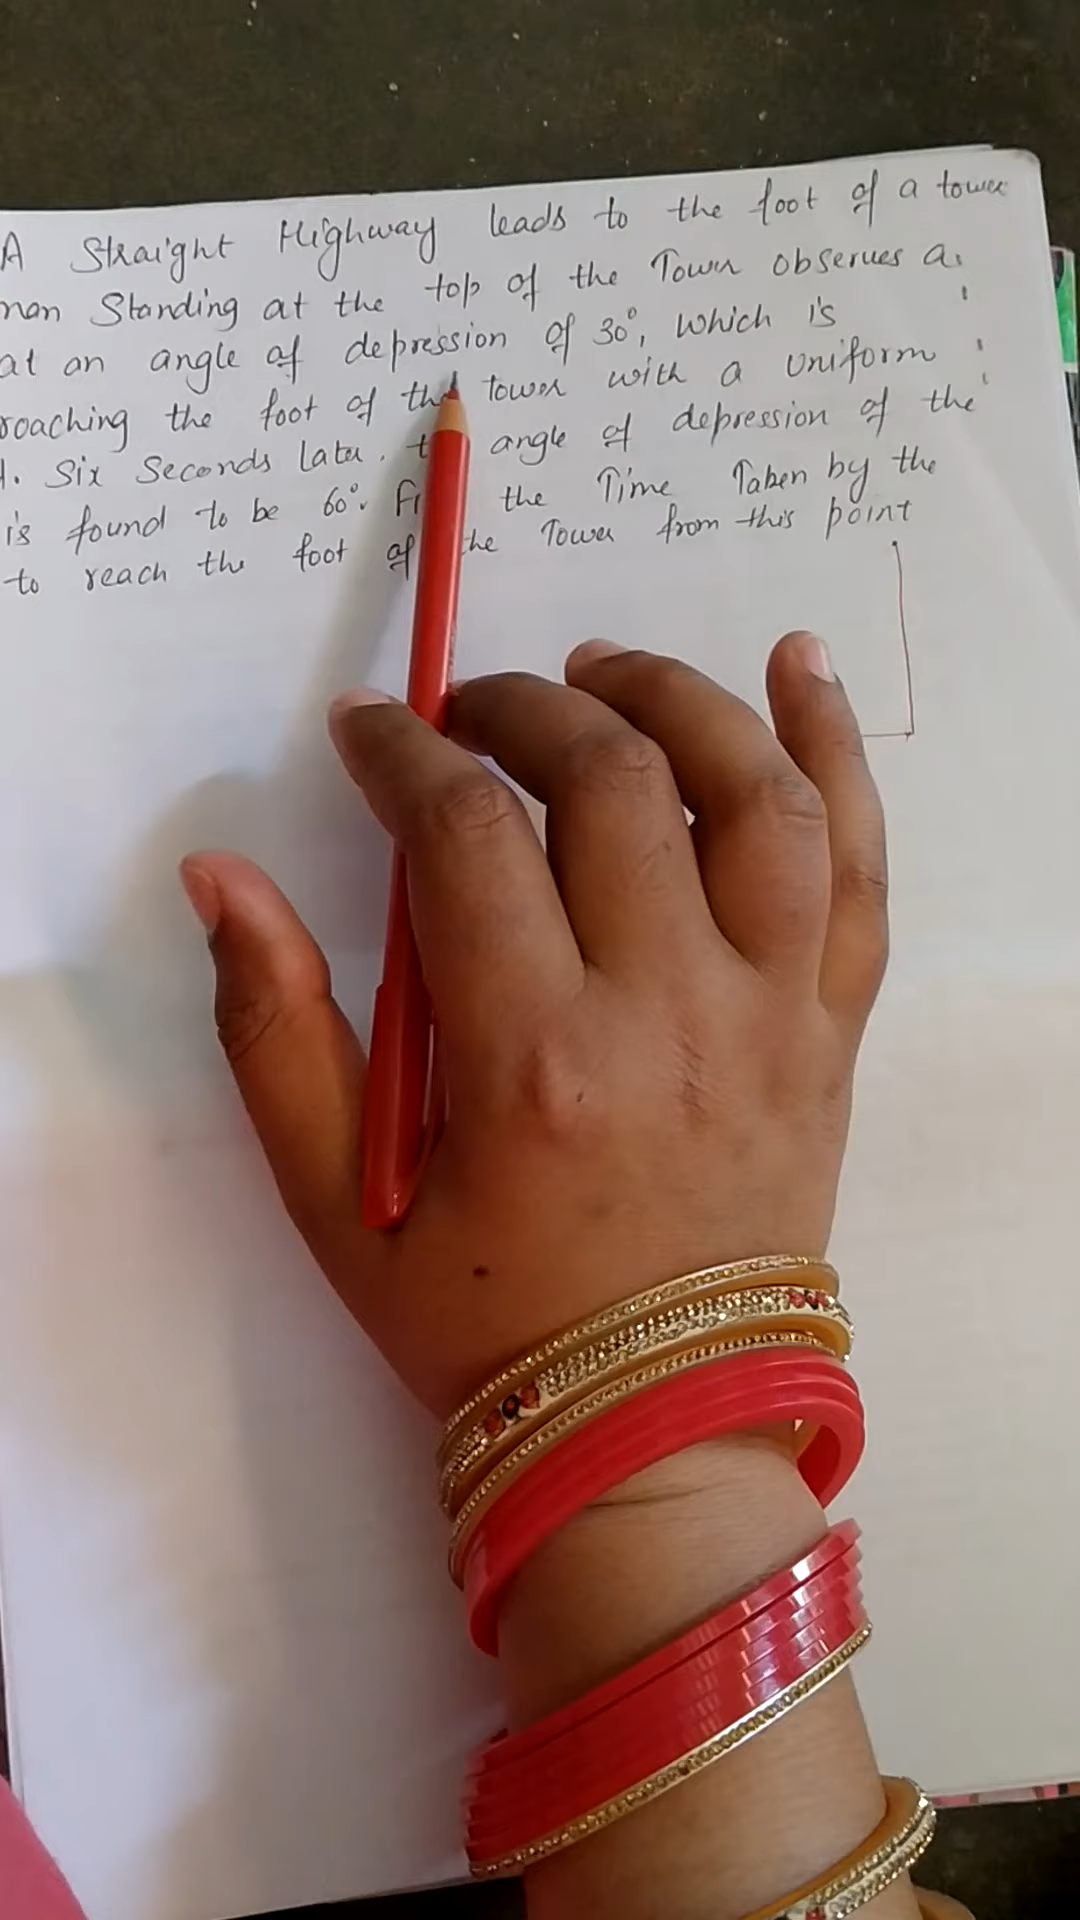 A Straight Highway leads to the foot of a tower
Standing at the top of the Tower observes a
at an angle of depression of 30°, which is
roaching the foot of the tower with a uniform
Six Seconds Later, angle of depression of the
is found to be 60°. the Time Taken by the
to reach the foot of the Tower from this point